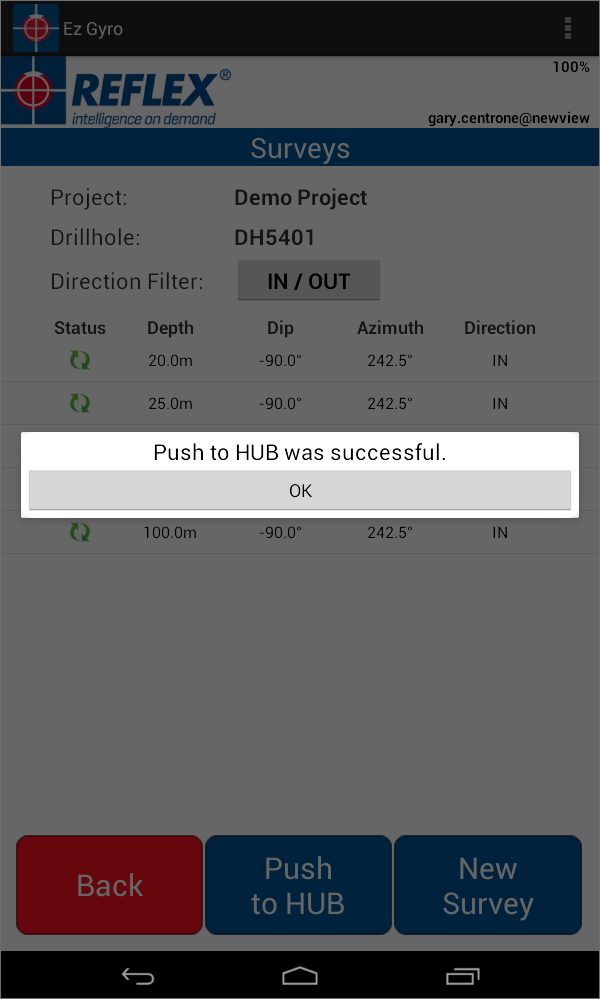 Ez Gyro
100%
REFLEX®
intelligence on demand
gary.centrone@newview
Surveys
Project: Demo Project
Drillhole: DH5401
Direction Filter: IN / OUT
Status Depth Dip Azimuth Direction
20.0m -90.0° 242.5° IN
25.0m -90.0° 242.5° IN
Push to HUB was successful.
OK
100.0m -90.0° 242.5° IN
Back
Push
to HUB
New
Survey